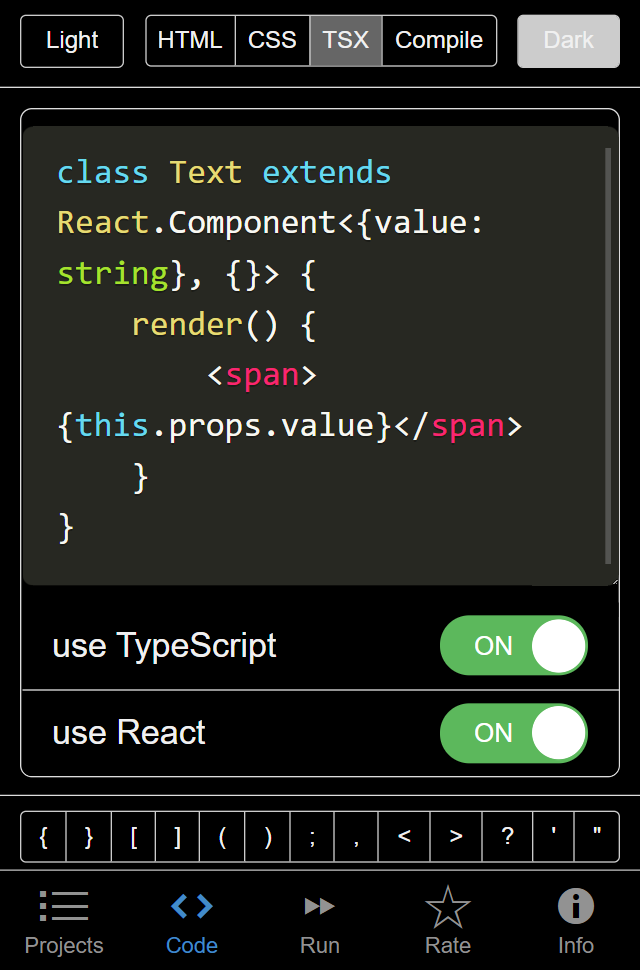 Light HTML CSS TSX Compile Dark
class Text extends
React.Component<{value:
string}, {}> {
render() {
<span>
{this.props.value}</span>
}
}
use TypeScript ON
use React ON
{ } [ ] ( ) ; , < > ? ' "
Projects Code Run Rate Info